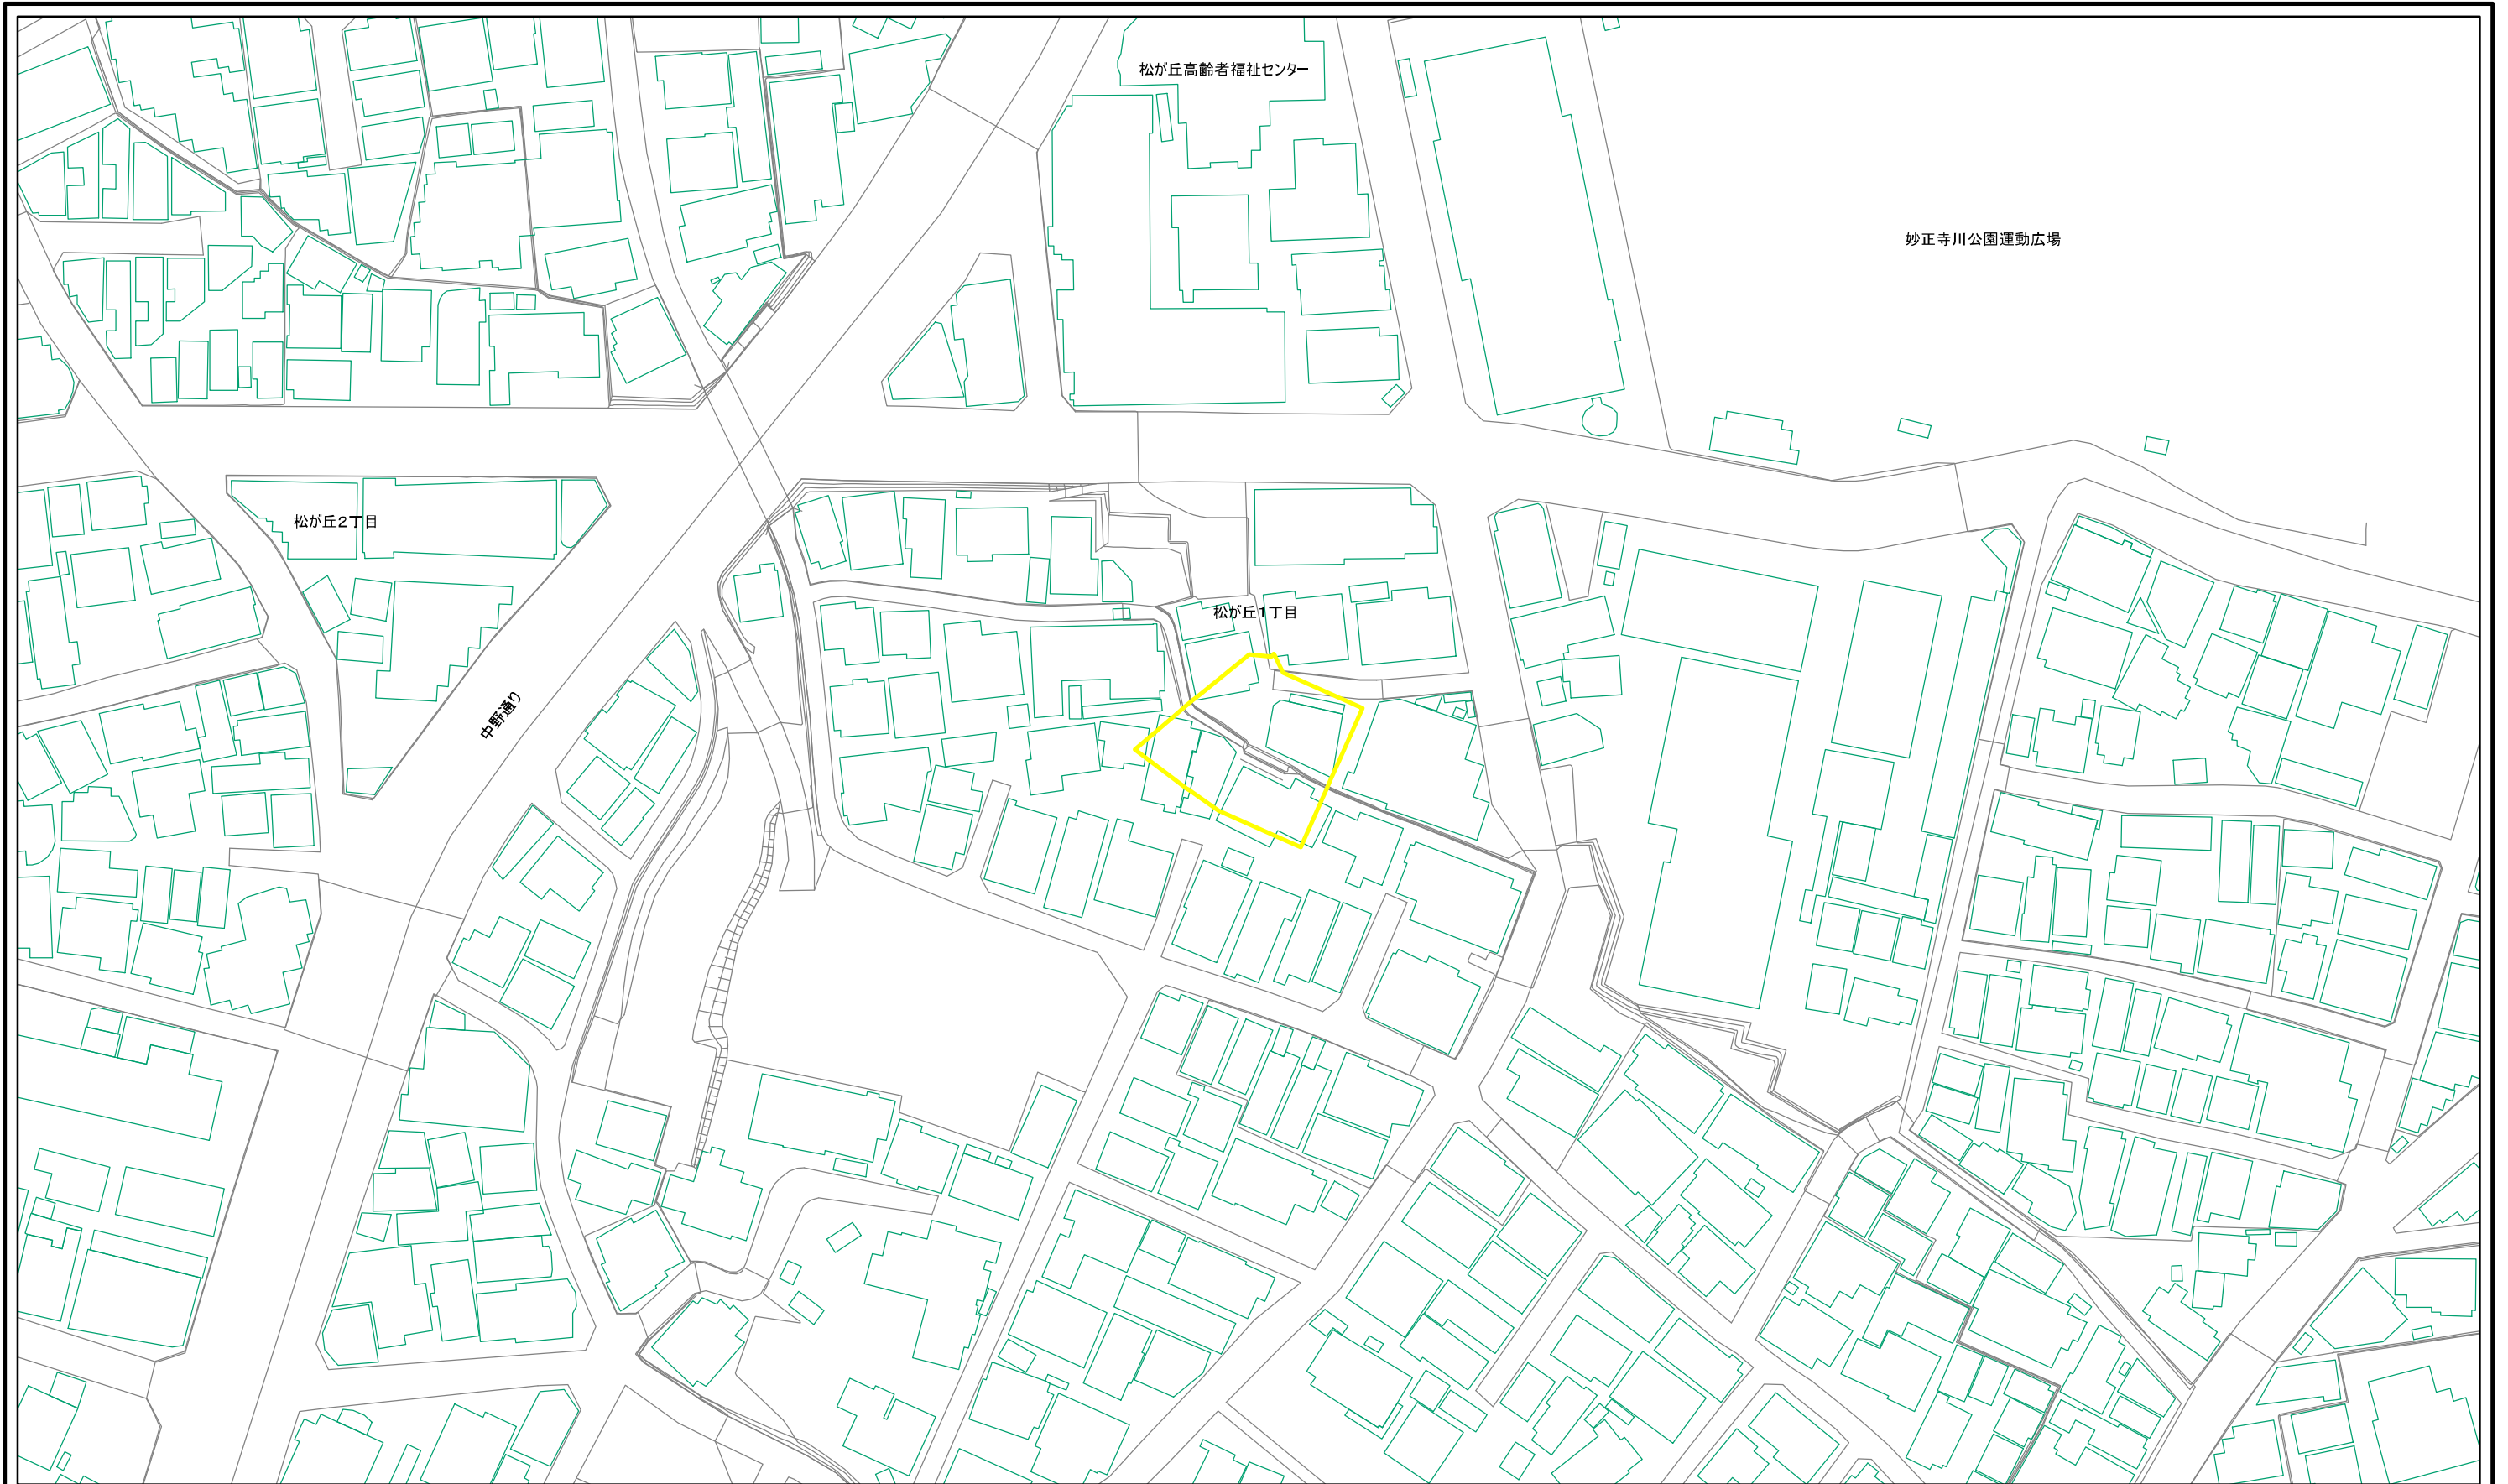 松が丘高齢者福祉センター
妙正寺川公園運動広場
松が丘2丁目
松が丘1丁目
中野通り